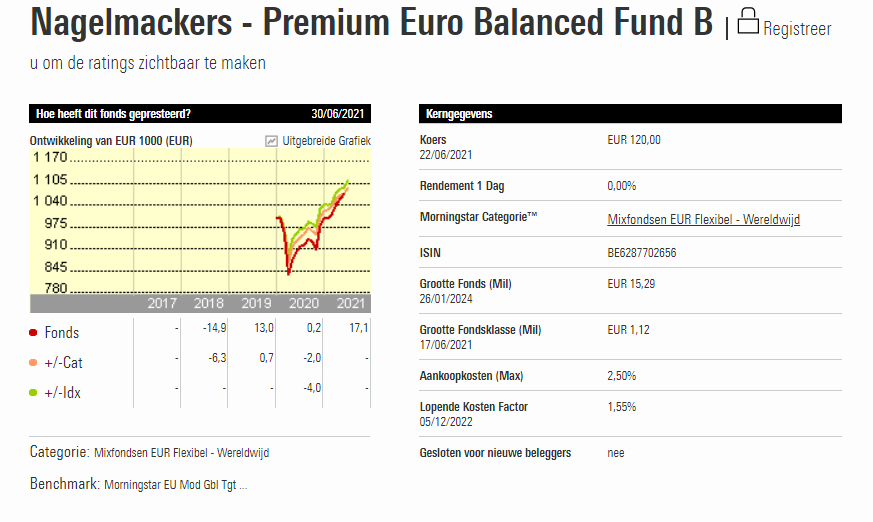 Nagelmackers - Premium Euro Balanced Fund B | Registreer
u om de ratings zichtbaar te maken
Hoe heeft dit fonds gepresteerd? 30/06/2021
Ontwikkeling van EUR 1000 (EUR) Uitgebreide Grafiek
1 170
1 105
1 040
975
910
845
780
2017 2018 2019 2020 2021
Fonds - -14,9 13,0 0,2 17,1
+/-Cat - -6,3 0,7 -2,0 -
+/-Idx - - - -4,0 -
Categorie: Mixfondsen EUR Flexibel - Wereldwijd
Benchmark: Morningstar EU Mod Gbl Tgt ...
Kerngegevens
Koers EUR 120,00
22/06/2021
Rendement 1 Dag 0,00%
Morningstar Categorie™ Mixfondsen EUR Flexibel - Wereldwijd
ISIN BE6287702656
Grootte Fonds (Mil) EUR 15,29
26/01/2024
Grootte Fondsklasse (Mil) EUR 1,12
17/06/2021
Aankoopkosten (Max) 2,50%
Lopende Kosten Factor 1,55%
05/12/2022
Gesloten voor nieuwe beleggers nee